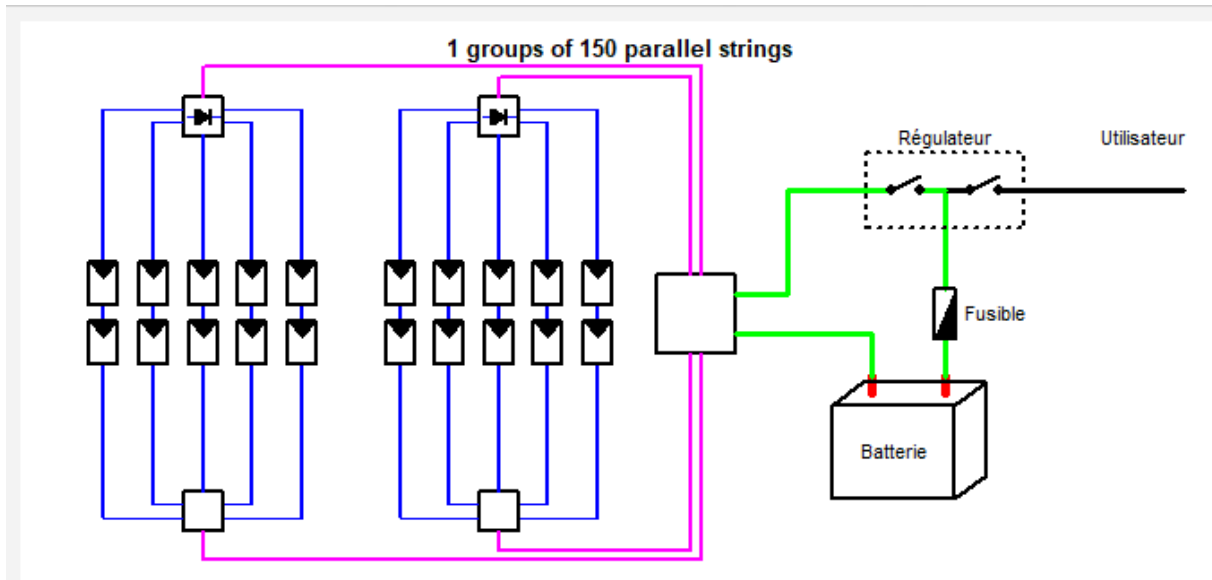 1 groups of 150 parallel strings
Régulateur
Utilisateur
Fusible
Batterie